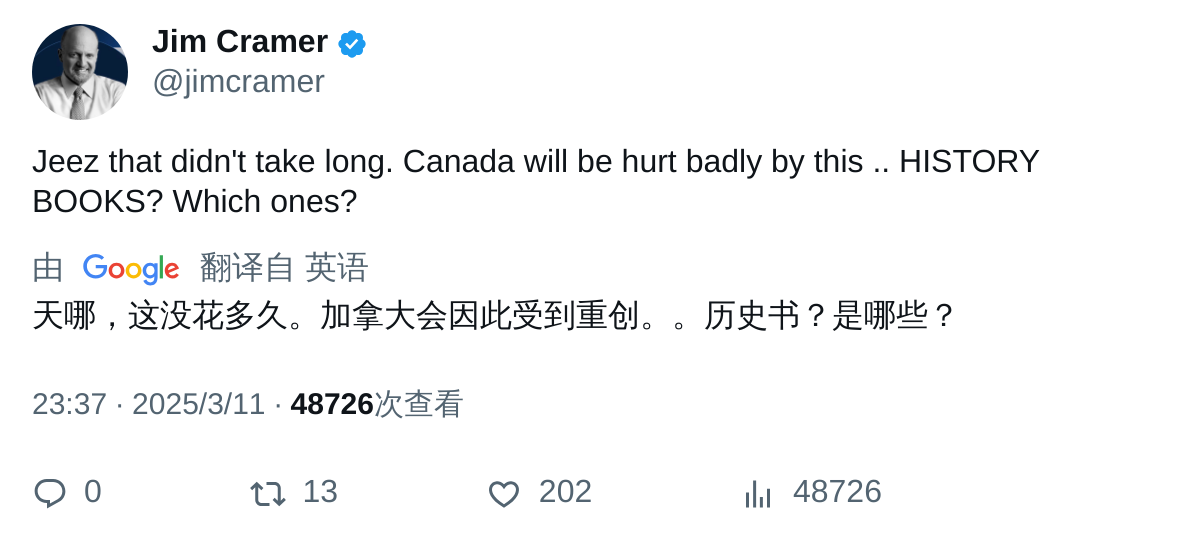 Jim Cramer
@jimcramer
Jeez that didn't take long. Canada will be hurt badly by this .. HISTORY
BOOKS? Which ones?
由 Google 翻译自 英语
天哪，这没花多久。加拿大会因此受到重创。。历史书？是哪些？
23:37 · 2025/3/11 · 48726次查看
0 13 202 48726